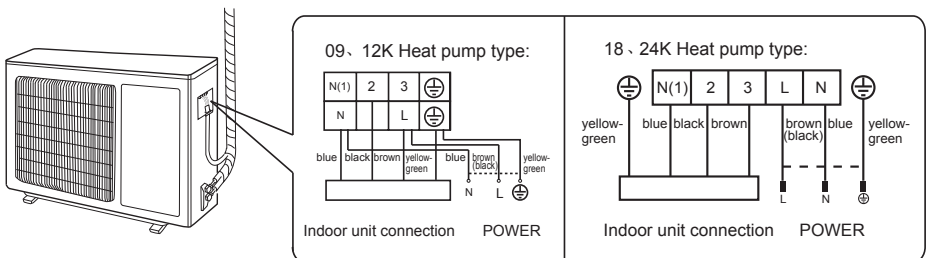 09、12K Heat pump type:
N(1) 2 3
N L
blue black brown yellow-green blue brown (black) yellow-green
N L
Indoor unit connection POWER
18、24K Heat pump type:
N(1) 2 3 L N
yellow-green blue black brown brown (black) blue yellow-green
L N
Indoor unit connection POWER